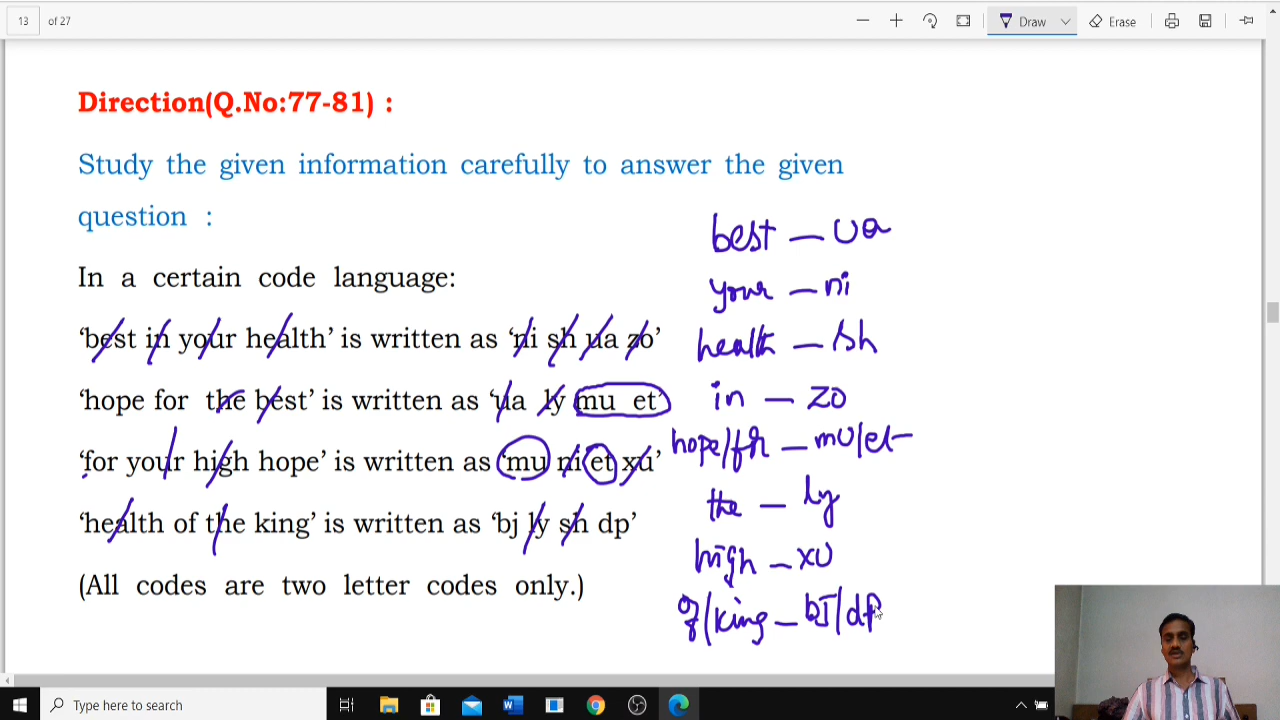 13 of 27
Draw
Erase
Direction(Q.No:77-81) :
Study the given information carefully to answer the given
question :
In a certain code language:
‘best in your health’ is written as ‘ni sh ua zo’
‘hope for the best’ is written as ‘ua ly mu et’
‘for your high hope’ is written as ‘mu ni et xu’
‘health of the king’ is written as ‘bj ly sh dp’
(All codes are two letter codes only.)
best — ua
your — ni
health — sh
in — zo
hope/for — mu/et
the — ly
high — xu
of/king — bj/dp
Type here to search